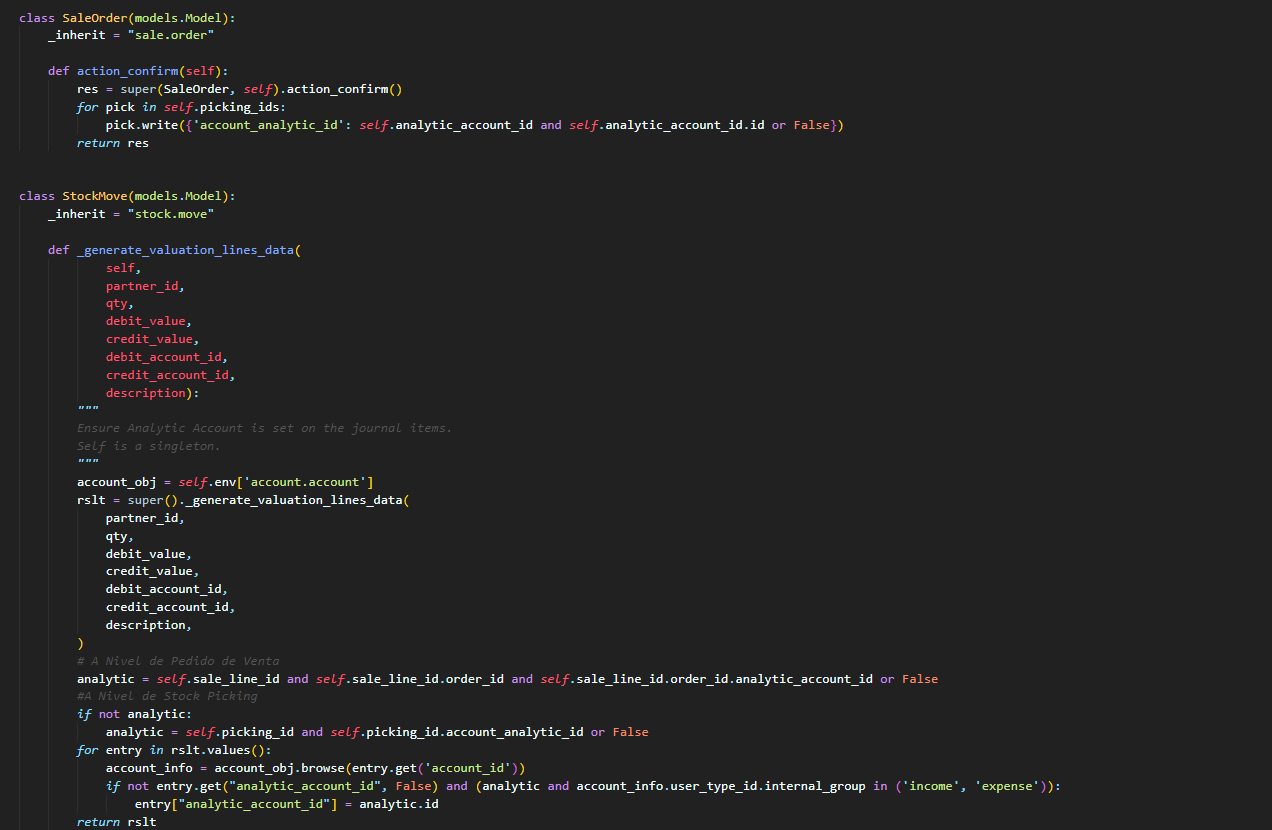 class SaleOrder(models.Model):
    _inherit = "sale.order"

    def action_confirm(self):
        res = super(SaleOrder, self).action_confirm()
        for pick in self.picking_ids:
            pick.write({'account_analytic_id': self.analytic_account_id and self.analytic_account_id.id or False})
        return res


class StockMove(models.Model):
    _inherit = "stock.move"

    def _generate_valuation_lines_data(
            self,
            partner_id,
            qty,
            debit_value,
            credit_value,
            debit_account_id,
            credit_account_id,
            description):
        """
        Ensure Analytic Account is set on the journal items.
        Self is a singleton.
        """
        account_obj = self.env['account.account']
        rslt = super()._generate_valuation_lines_data(
            partner_id,
            qty,
            debit_value,
            credit_value,
            debit_account_id,
            credit_account_id,
            description,
        )
        # A Nivel de Pedido de Venta
        analytic = self.sale_line_id and self.sale_line_id.order_id and self.sale_line_id.order_id.analytic_account_id or False
        #A Nivel de Stock Picking
        if not analytic:
            analytic = self.picking_id and self.picking_id.account_analytic_id or False
        for entry in rslt.values():
            account_info = account_obj.browse(entry.get('account_id'))
            if not entry.get("analytic_account_id", False) and (analytic and account_info.user_type_id.internal_group in ('income', 'expense')):
                entry["analytic_account_id"] = analytic.id
        return rslt